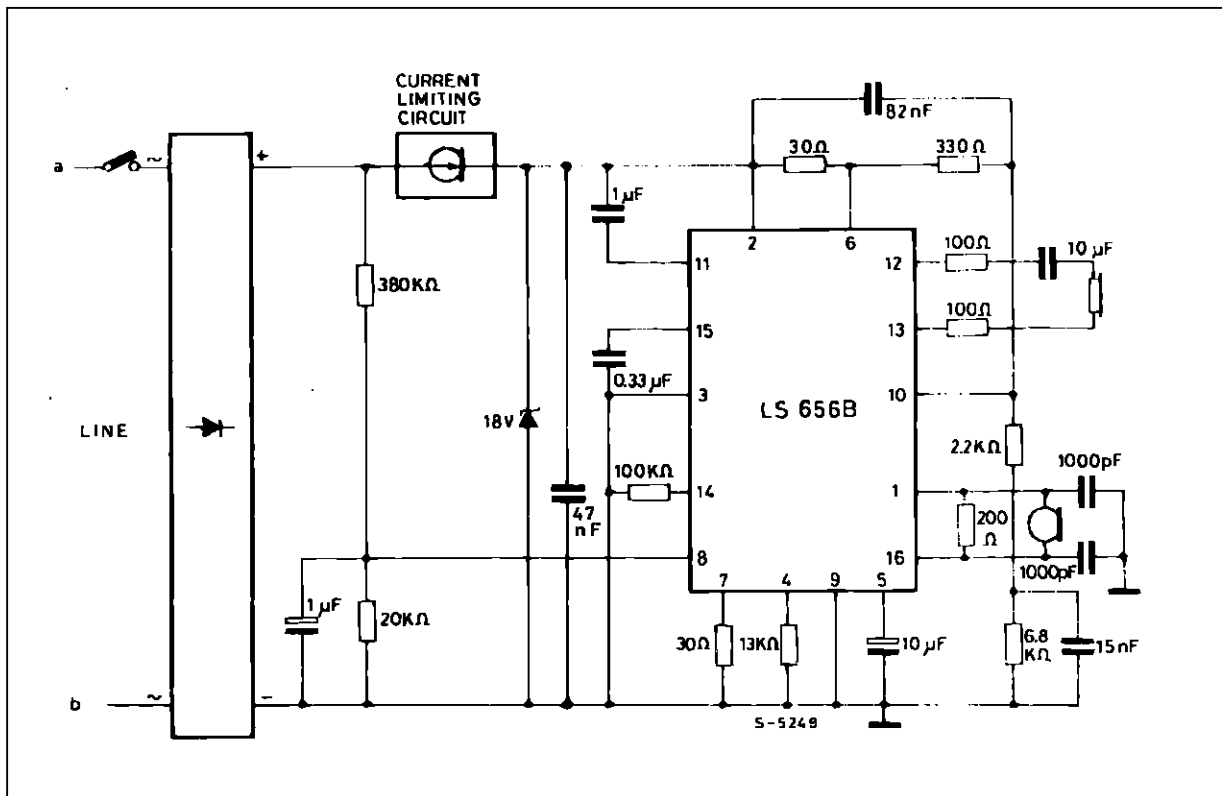 CURRENT
LIMITING
CIRCUIT
82nF
30Ω
330Ω
a
~
+
1µF
2
6
100Ω
10 µF
11
12
380KΩ
15
13
100Ω
0.33µF
3
10
LS 656B
LINE
18V
2.2KΩ
1000pF
100KΩ
14
1
47
nF
200
Ω
8
16
1000pF
1µF
20KΩ
7
4
9
5
30Ω
13KΩ
10µF
6.8
KΩ
15nF
b
~
-
S-5249